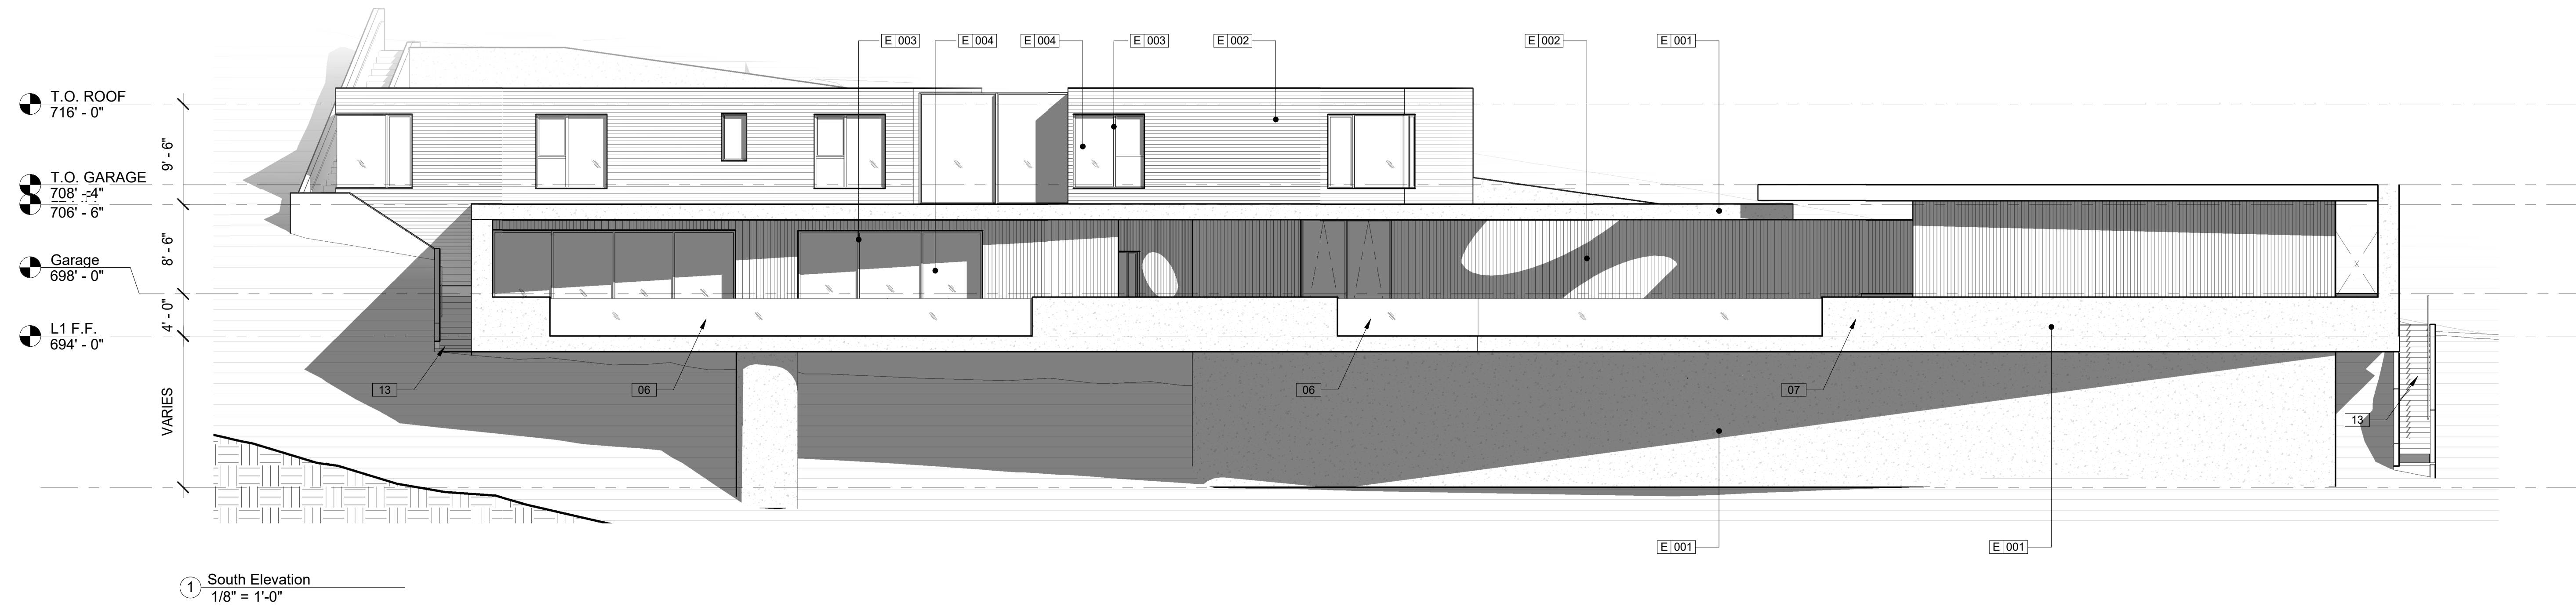 E 003
E 004
E 004
E 003
E 002
E 002
E 001
T.O. ROOF
716' - 0"
9' - 6"
T.O. GARAGE
708' - 4"
706' - 6"
8' - 6"
Garage
698' - 0"
4' - 0"
L1 F.F.
694' - 0"
13
06
06
07
13
VARIES
E 001
E 001
1
South Elevation
1/8" = 1'-0"